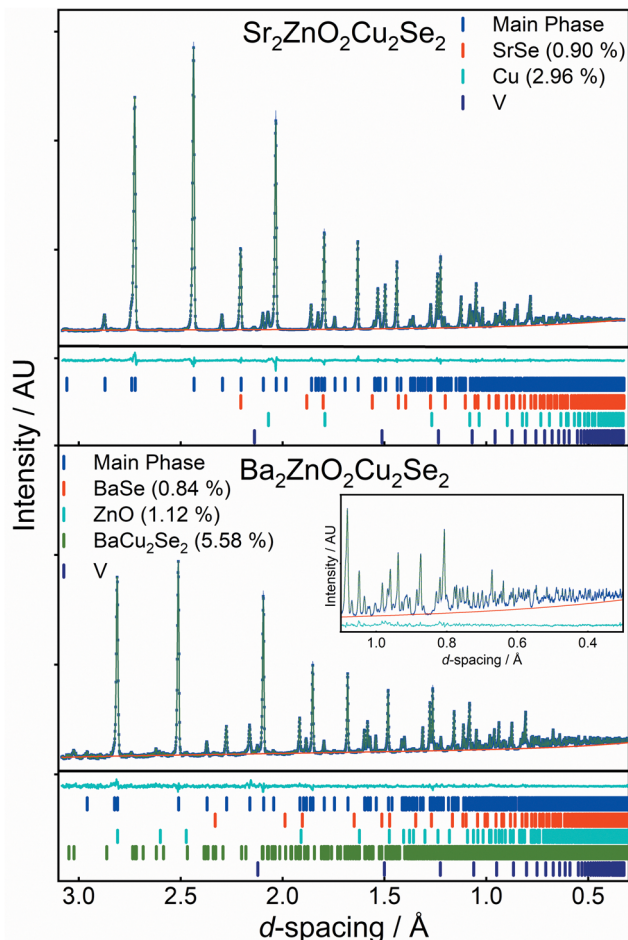 Sr₂ZnO₂Cu₂Se₂
Main Phase
SrSe (0.90 %)
Cu (2.96 %)
V
Intensity / AU
Main Phase
BaSe (0.84 %)
ZnO (1.12 %)
BaCu₂Se₂ (5.58 %)
V
Ba₂ZnO₂Cu₂Se₂
Intensity / AU
1.0 0.8 0.6 0.4
d-spacing / Å
3.0 2.5 2.0 1.5 1.0 0.5
d-spacing / Å